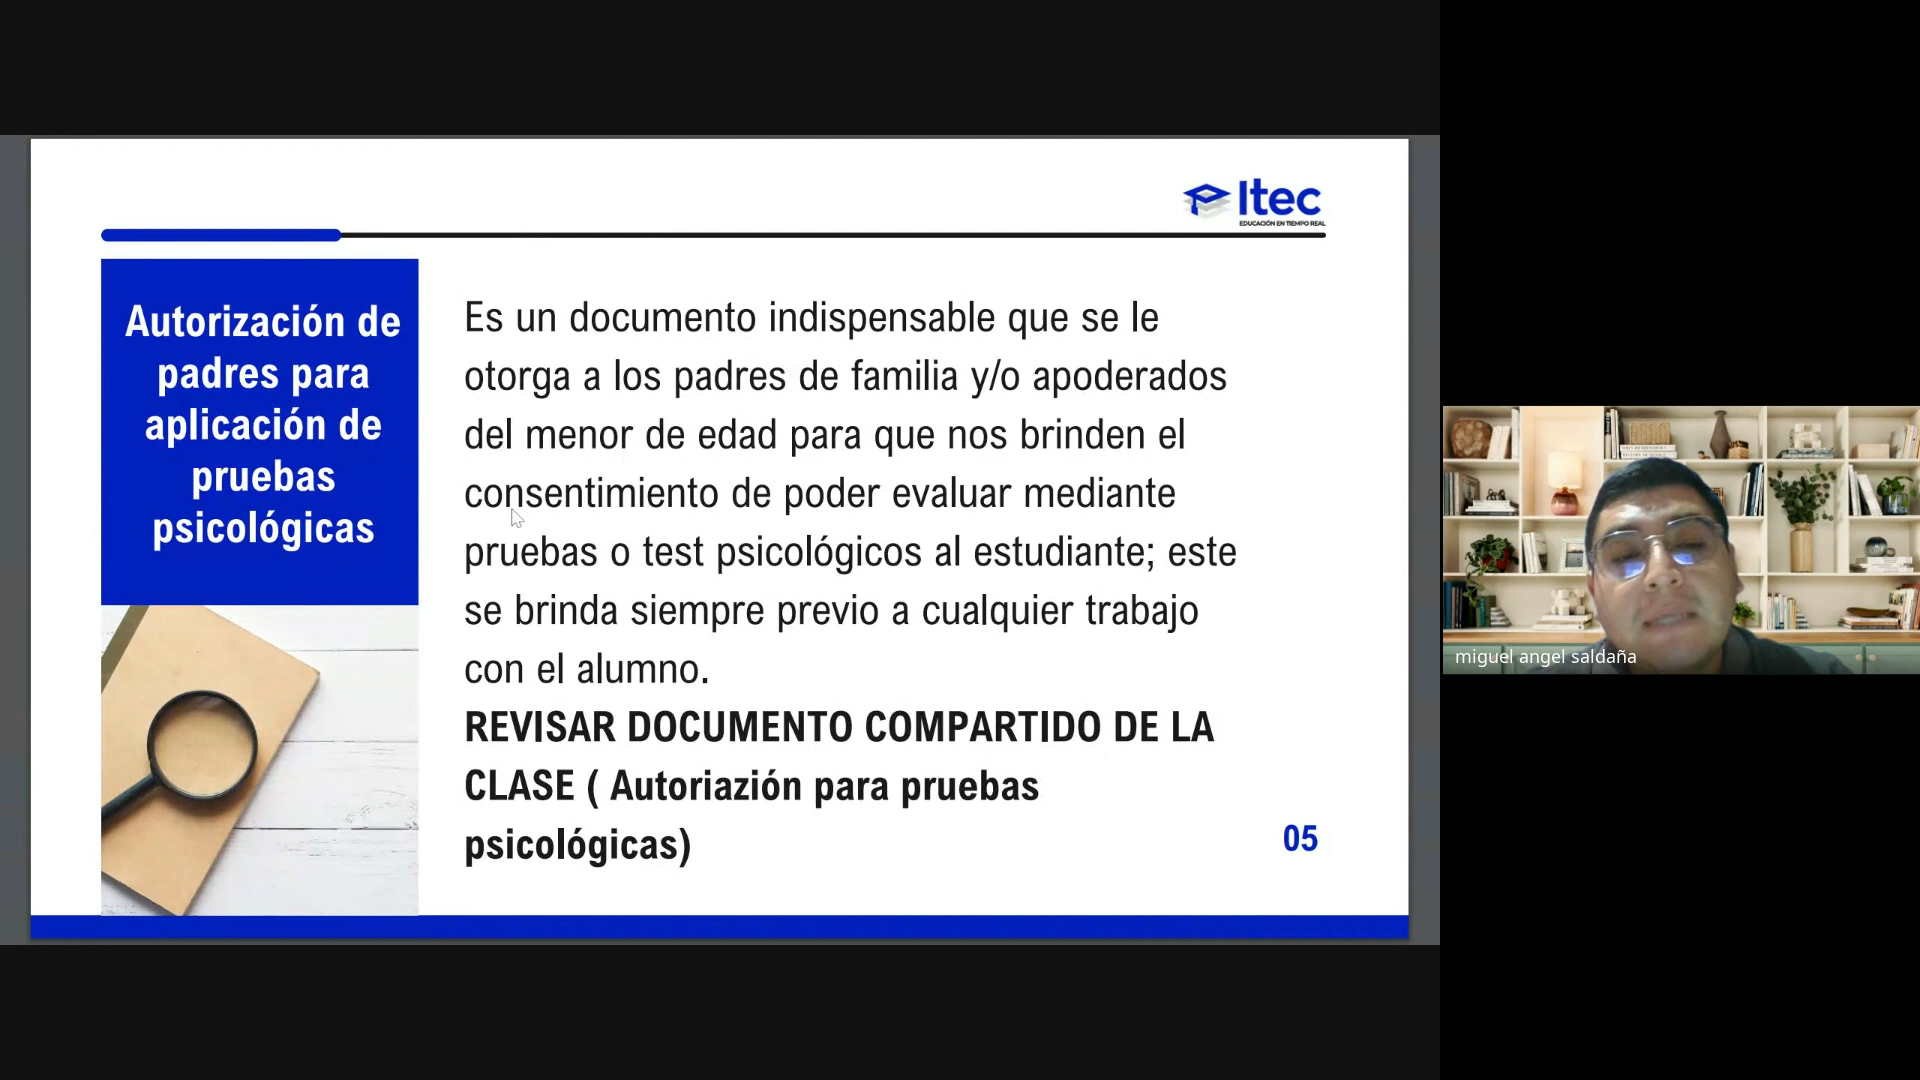 Itec
EDUCACIÓN EN TIEMPO REAL
Autorización de
padres para
aplicación de
pruebas
psicológicas
Es un documento indispensable que se le
otorga a los padres de familia y/o apoderados
del menor de edad para que nos brinden el
consentimiento de poder evaluar mediante
pruebas o test psicológicos al estudiante; este
se brinda siempre previo a cualquier trabajo
con el alumno.
REVISAR DOCUMENTO COMPARTIDO DE LA
CLASE ( Autoriazión para pruebas
psicológicas)
05
miguel angel saldaña